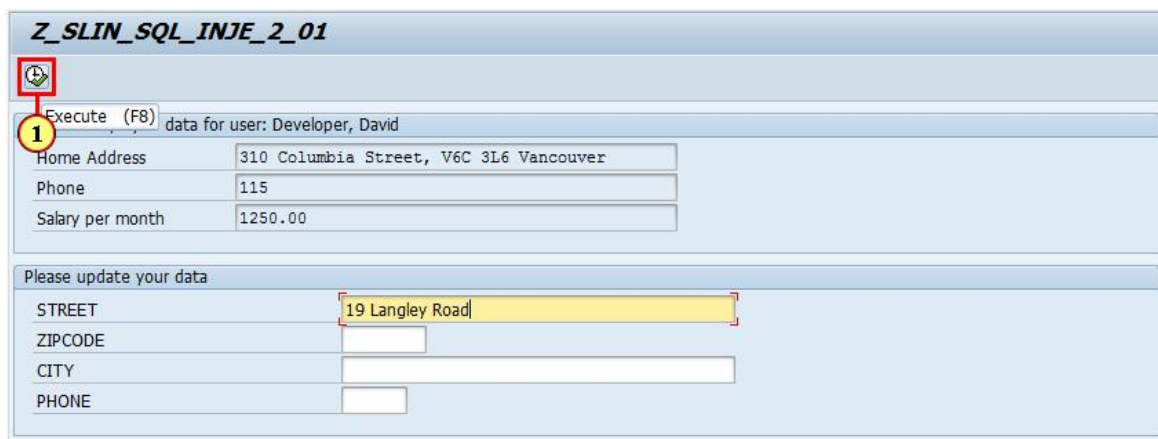 Z_SLIN_SQL_INJE_2_01
Execute (F8)
1
data for user: Developer, David
Home Address 310 Columbia Street, V6C 3L6 Vancouver
Phone 115
Salary per month 1250.00
Please update your data
STREET 19 Langley Road
ZIPCODE
CITY
PHONE